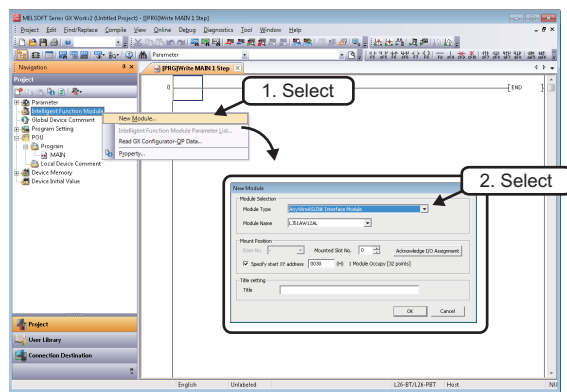 MELSOFT Series GX Works2 (Untitled Project) - [[PRG]Write MAIN 1 Step]
Project Edit Find/Replace Compile View Online Debug Diagnostics Tool Window Help
Parameter
Navigation
[PRG]Write MAIN 1 Step
Project
0
[ END ]
1. Select
Parameter
Intelligent Function Module
Global Device Comment
Program Setting
POU
Program
MAIN
Local Device Comment
Device Memory
Device Initial Value
New Module...
Intelligent Function Module Parameter List...
Read GX Configurator-QP Data...
Property...
2. Select
New Module
Module Selection
Module Type AnyWireASLINK Interface Module
Module Name LJ51AW12AL
Mount Position
Mounted Slot No. 0 Acknowledge I/O Assignment
Specify start XY address 0030 (H) 1 Module Occupy [32 points]
Title setting
Title
OK Cancel
Project
User Library
Connection Destination
English Unlabeled L26-BT/L26-PBT Host